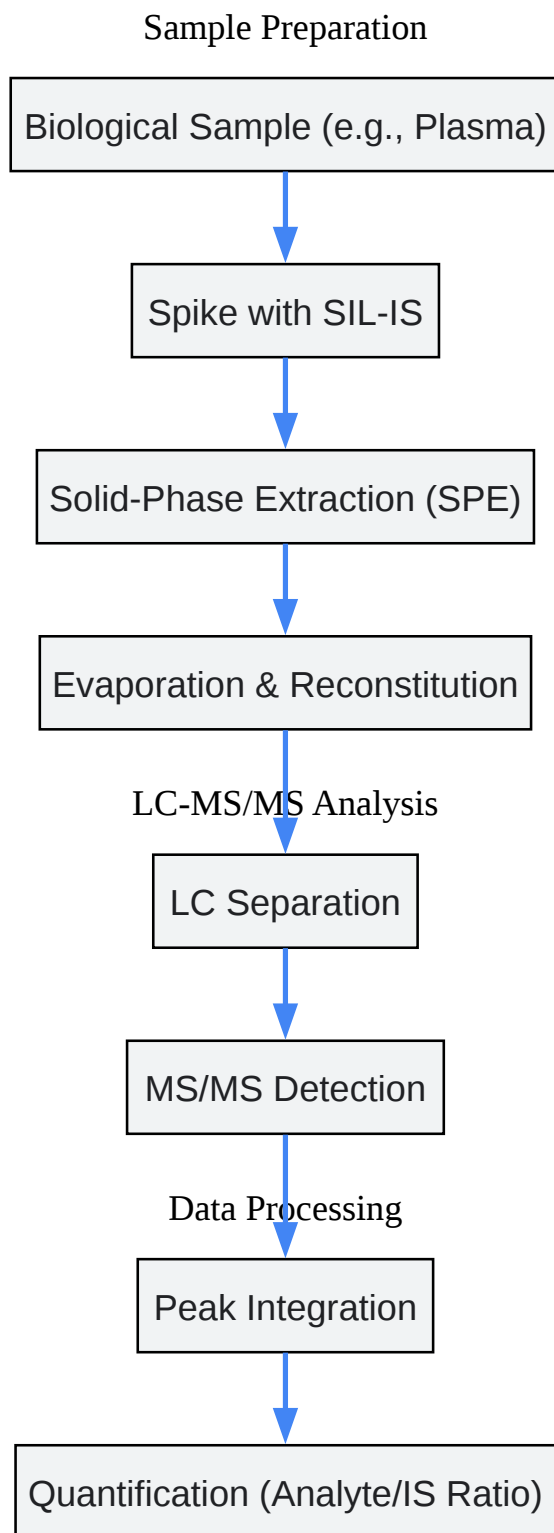 Sample Preparation
Biological Sample (e.g., Plasma)
Spike with SIL-IS
Solid-Phase Extraction (SPE)
Evaporation & Reconstitution
LC-MS/MS Analysis
LC Separation
MS/MS Detection
Data Processing
Peak Integration
Quantification (Analyte/IS Ratio)